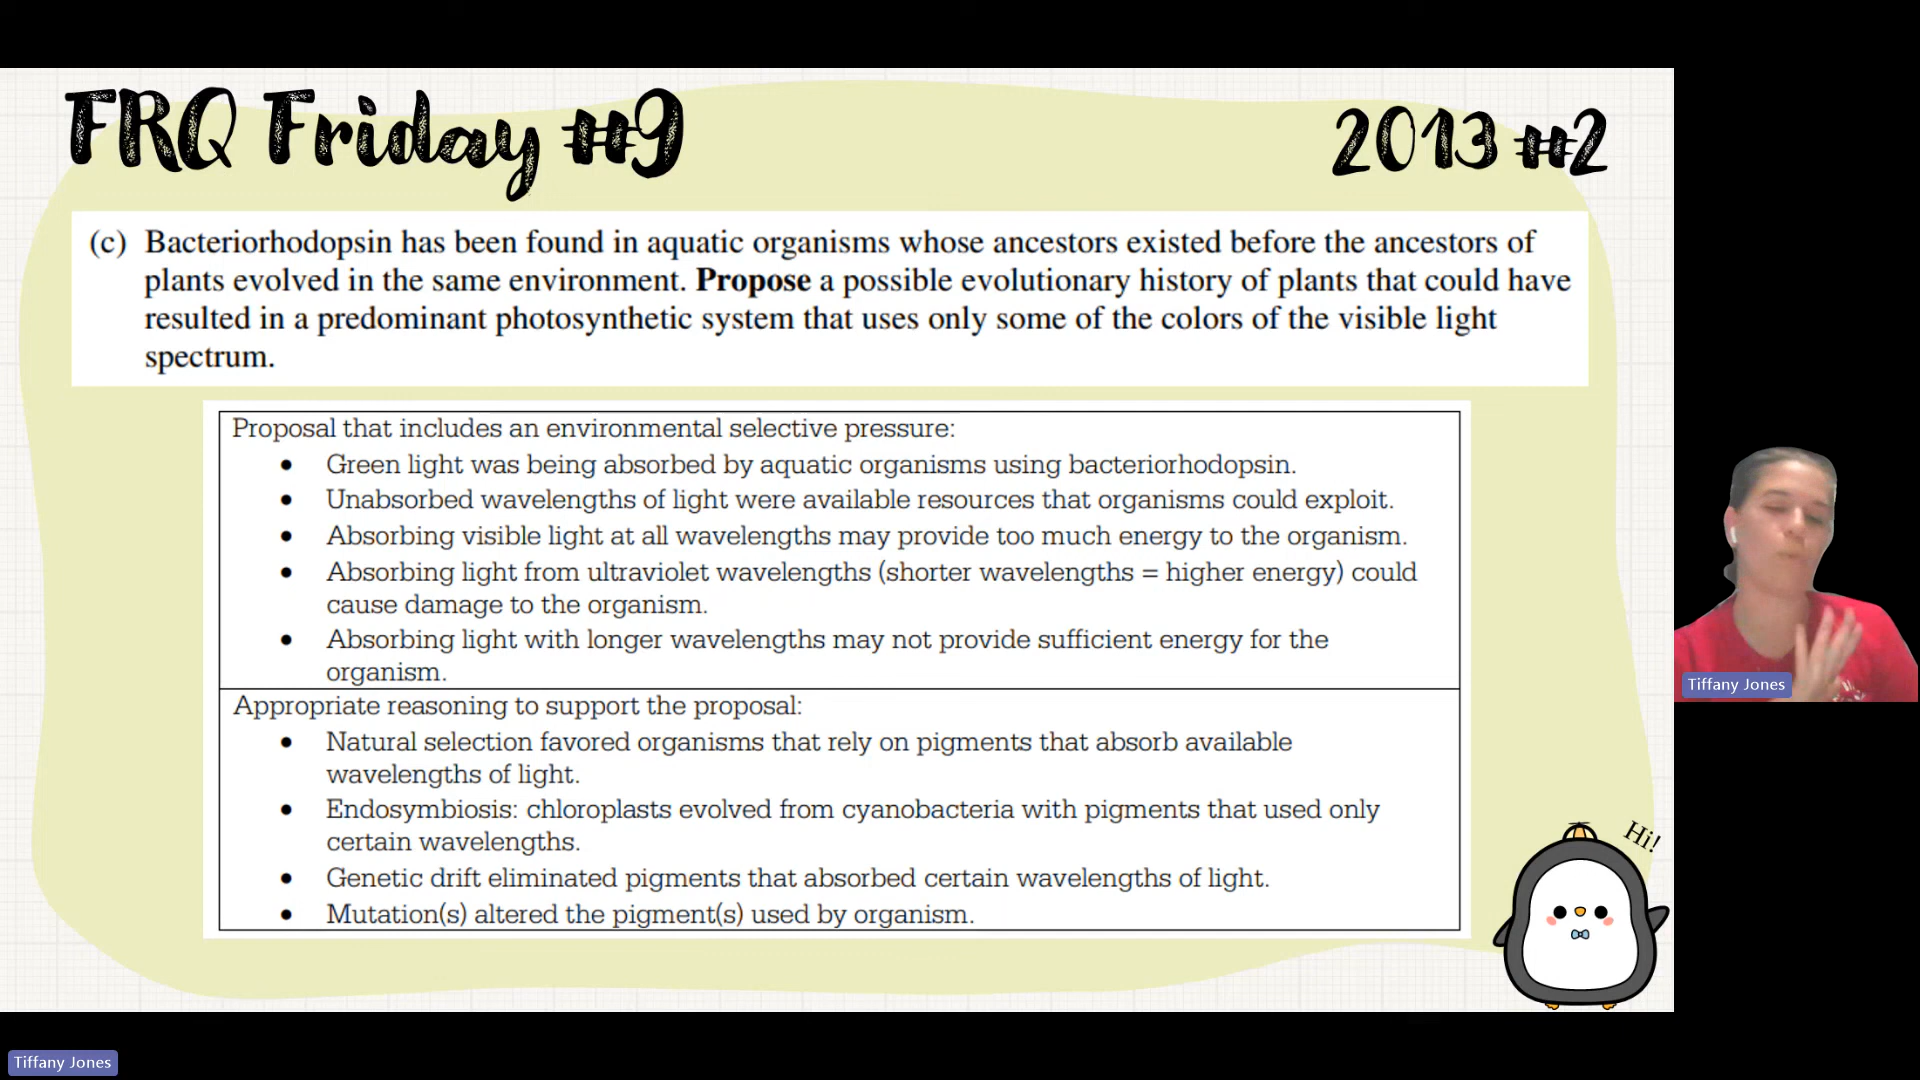 FRQ Friday #9
2013 #2
(c) Bacteriorhodopsin has been found in aquatic organisms whose ancestors existed before the ancestors of
plants evolved in the same environment. Propose a possible evolutionary history of plants that could have
resulted in a predominant photosynthetic system that uses only some of the colors of the visible light
spectrum.
Proposal that includes an environmental selective pressure:
• Green light was being absorbed by aquatic organisms using bacteriorhodopsin.
• Unabsorbed wavelengths of light were available resources that organisms could exploit.
• Absorbing visible light at all wavelengths may provide too much energy to the organism.
• Absorbing light from ultraviolet wavelengths (shorter wavelengths = higher energy) could
cause damage to the organism.
• Absorbing light with longer wavelengths may not provide sufficient energy for the
organism.
Appropriate reasoning to support the proposal:
• Natural selection favored organisms that rely on pigments that absorb available
wavelengths of light.
• Endosymbiosis: chloroplasts evolved from cyanobacteria with pigments that used only
certain wavelengths.
• Genetic drift eliminated pigments that absorbed certain wavelengths of light.
• Mutation(s) altered the pigment(s) used by organism.
Hi!
Tiffany Jones
Tiffany Jones